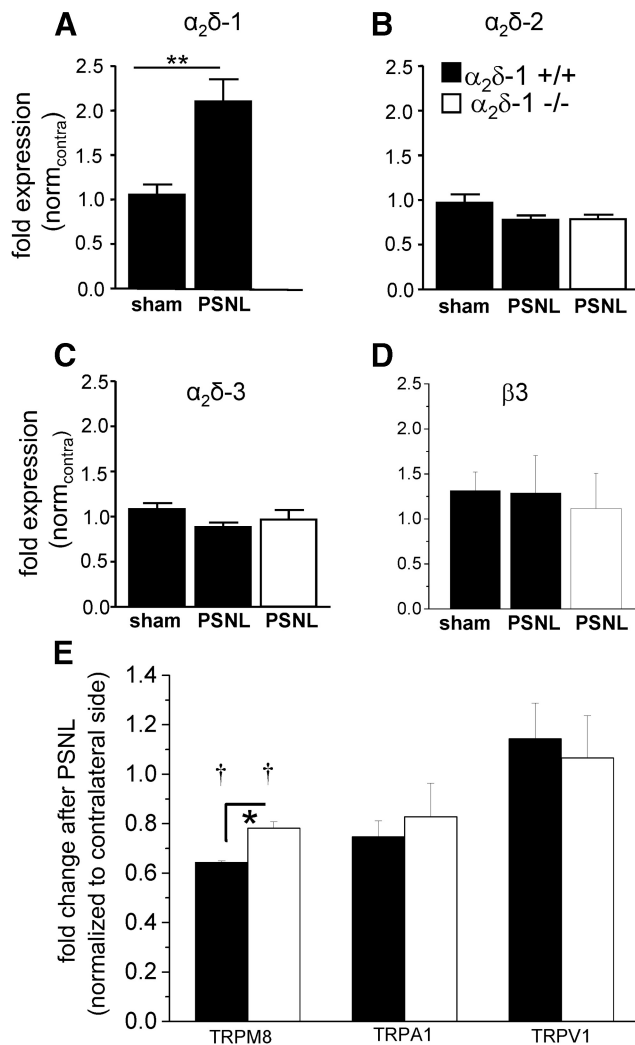 A
α₂δ-1
fold expression
(norm_contra)
2.5
2.0
1.5
1.0
0.5
0.0
**
sham PSNL
B
α₂δ-2
α₂δ-1 +/+
α₂δ-1 -/-
2.5
2.0
1.5
1.0
0.5
0.0
sham PSNL PSNL
C
α₂δ-3
fold expression
(norm_contra)
2.5
2.0
1.5
1.0
0.5
0.0
sham PSNL PSNL
D
β3
2.5
2.0
1.5
1.0
0.5
0.0
sham PSNL PSNL
E
fold change after PSNL
(normalized to contralateral side)
1.4
1.2
1.0
0.8
0.6
0.4
0.2
0.0
† †
*
TRPM8 TRPA1 TRPV1